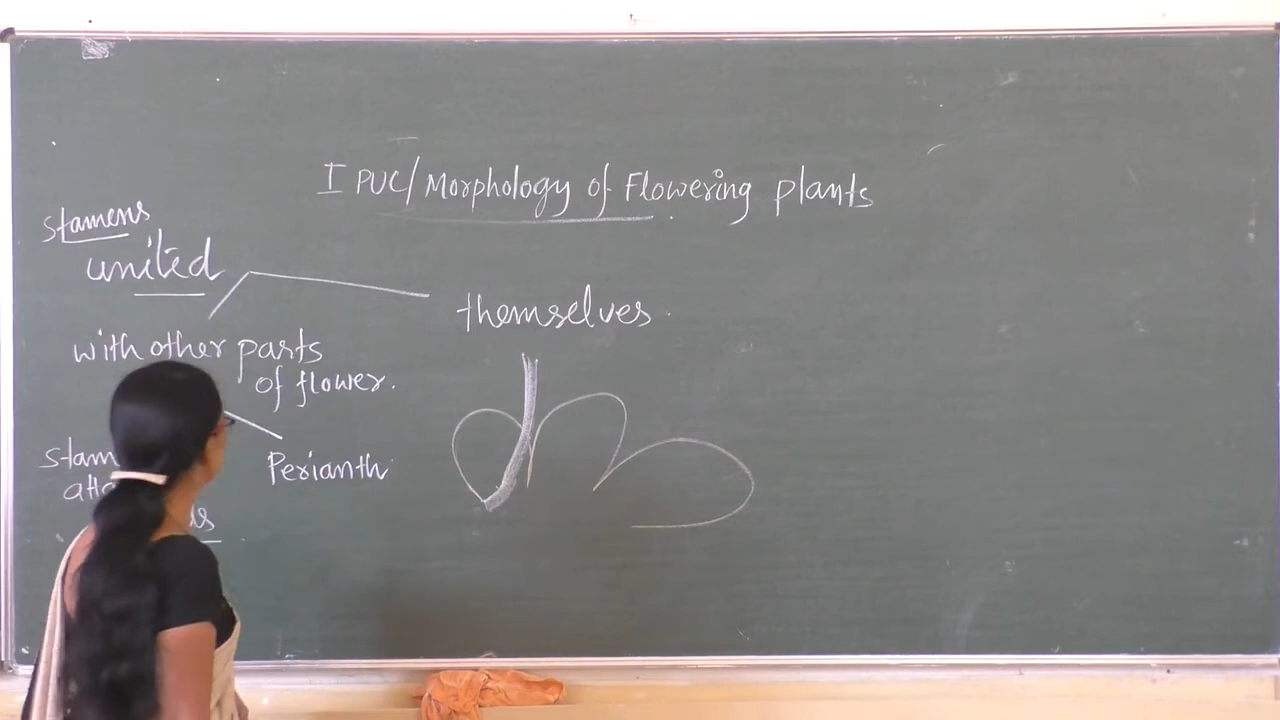 I PUC/Morphology of Flowering plants
stamens
united
themselves.
with other parts
of flower.
Perianth